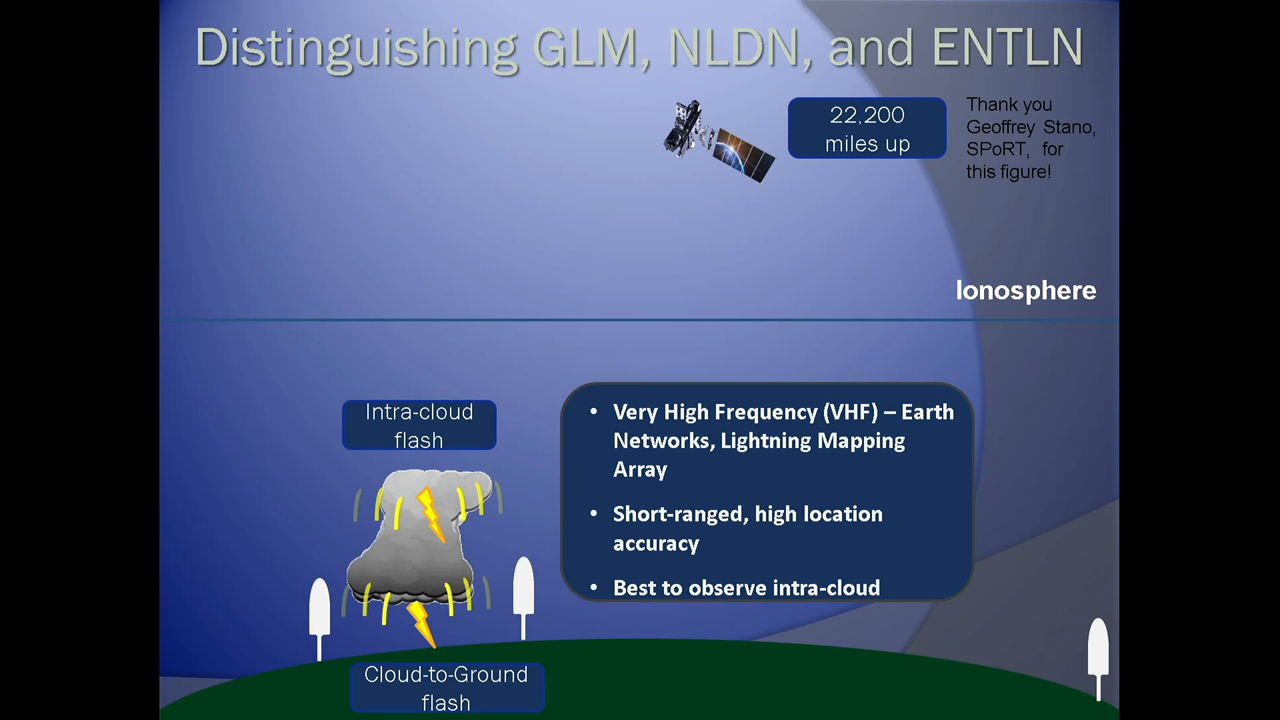 Distinguishing GLM, NLDN, and ENTLN
22,200
miles up
Thank you
Geoffrey Stano,
SPoRT, for
this figure!
Ionosphere
Intra-cloud
flash
• Very High Frequency (VHF) – Earth
Networks, Lightning Mapping
Array
• Short-ranged, high location
accuracy
• Best to observe intra-cloud
Cloud-to-Ground
flash